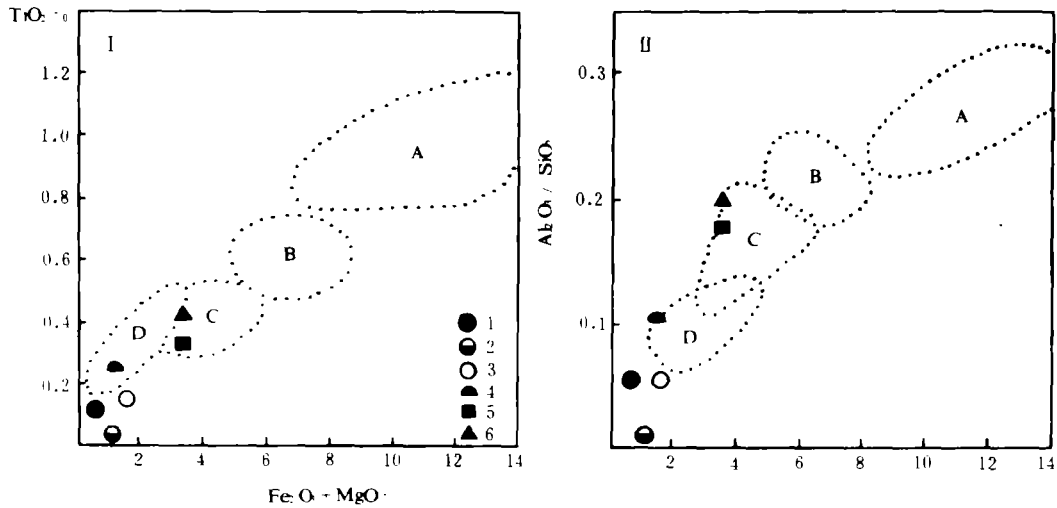 TiO₂
I
1.2
1.0
0.8
0.6
0.4
0.2
A
B
C
D
1
2
3
4
5
6
0 2 4 6 8 10 12 14
Fe₂O₃ + MgO
II
Al₂O₃ / SiO₂
0.3
0.2
0.1
A
B
C
D
2 4 6 8 10 12 14